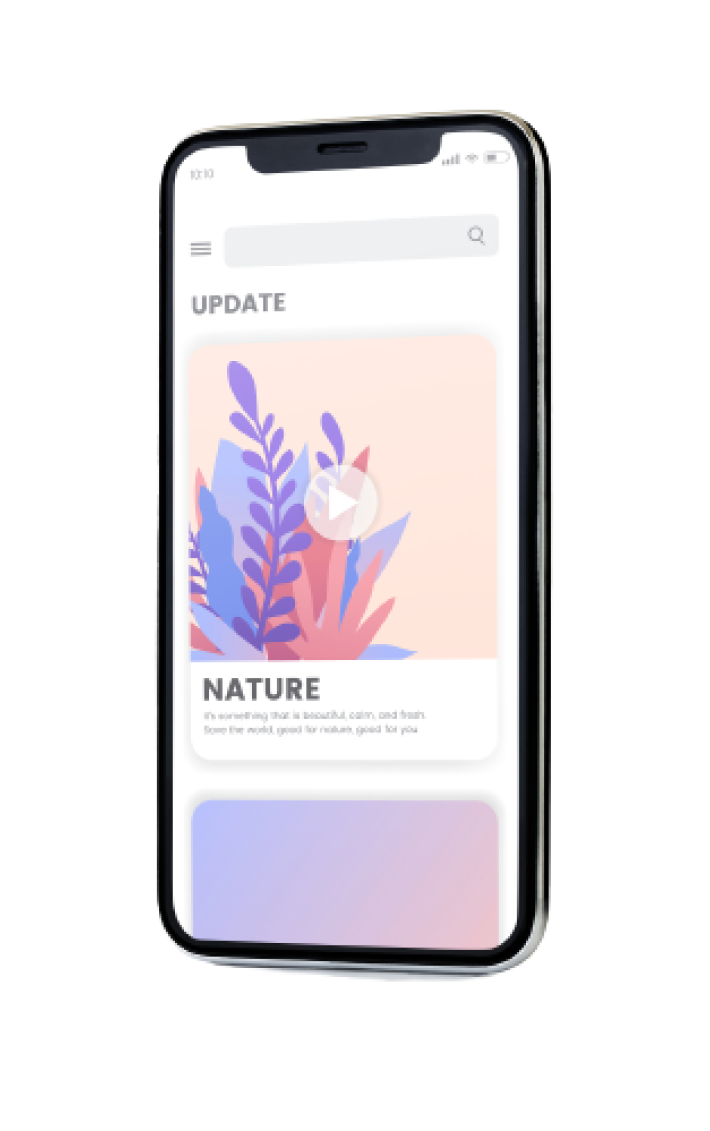 10:10
UPDATE
NATURE
It's something that is beautiful, calm, and fresh.
Save the world, good for nature, good for you